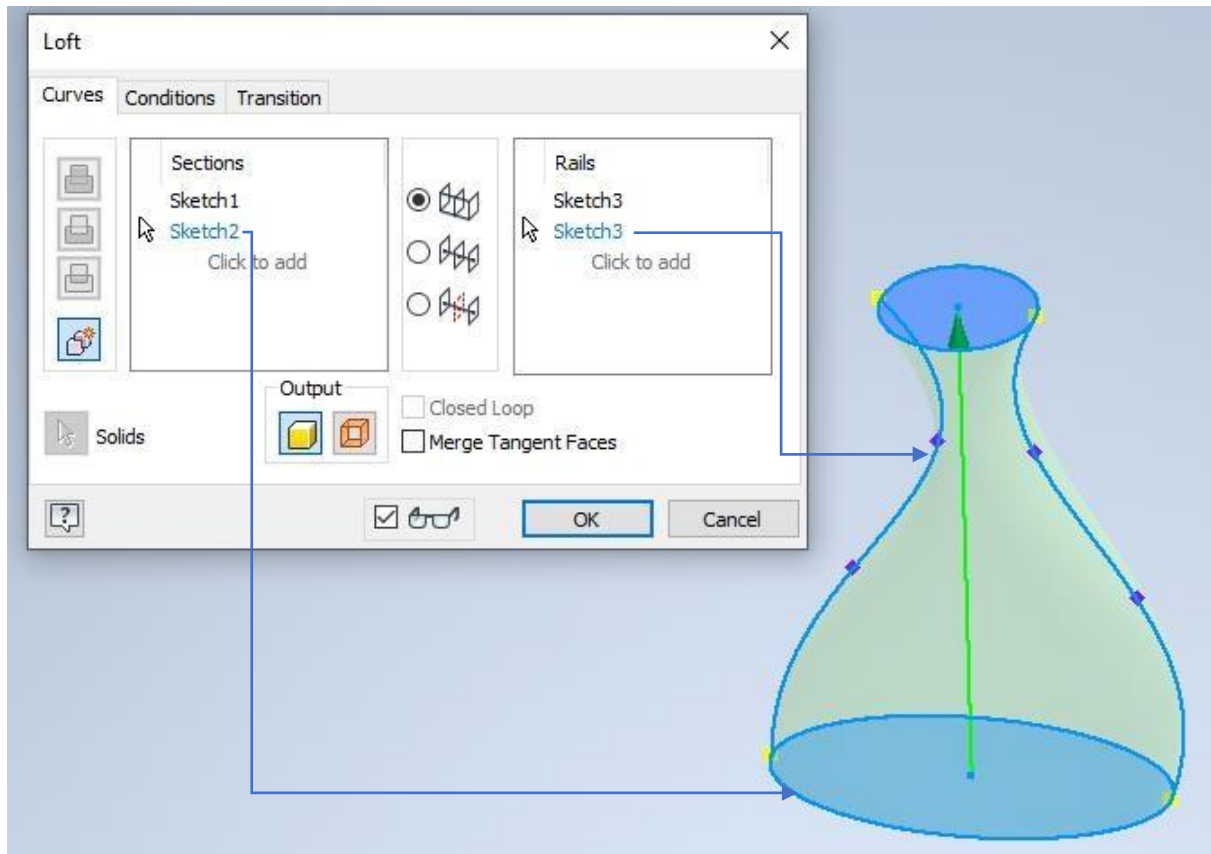 Loft
Curves Conditions Transition
Sections
Sketch1
Sketch2
Click to add
Rails
Sketch3
Sketch3
Click to add
Solids
Output
Closed Loop
Merge Tangent Faces
?
OK
Cancel